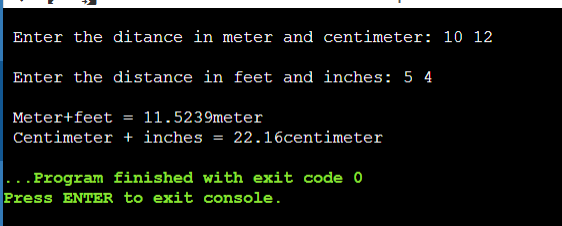 Enter the ditance in meter and centimeter: 10 12
Enter the distance in feet and inches: 5 4
Meter+feet = 11.5239meter
Centimeter + inches = 22.16centimeter
...Program finished with exit code 0
Press ENTER to exit console.